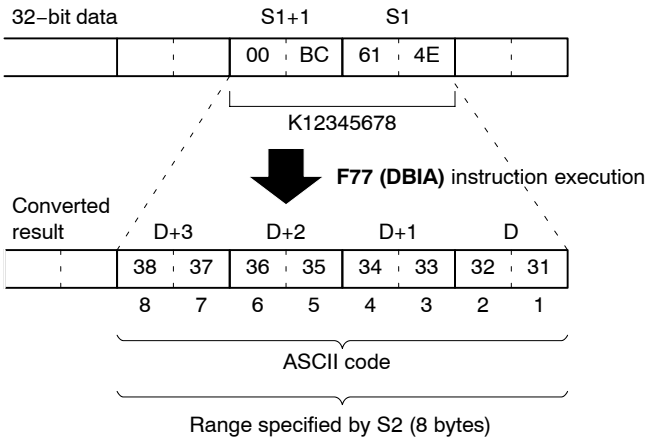 32–bit data S1+1 S1
00 BC 61 4E
K12345678
F77 (DBIA) instruction execution
Converted
result D+3 D+2 D+1 D
38 37 36 35 34 33 32 31
8 7 6 5 4 3 2 1
ASCII code
Range specified by S2 (8 bytes)